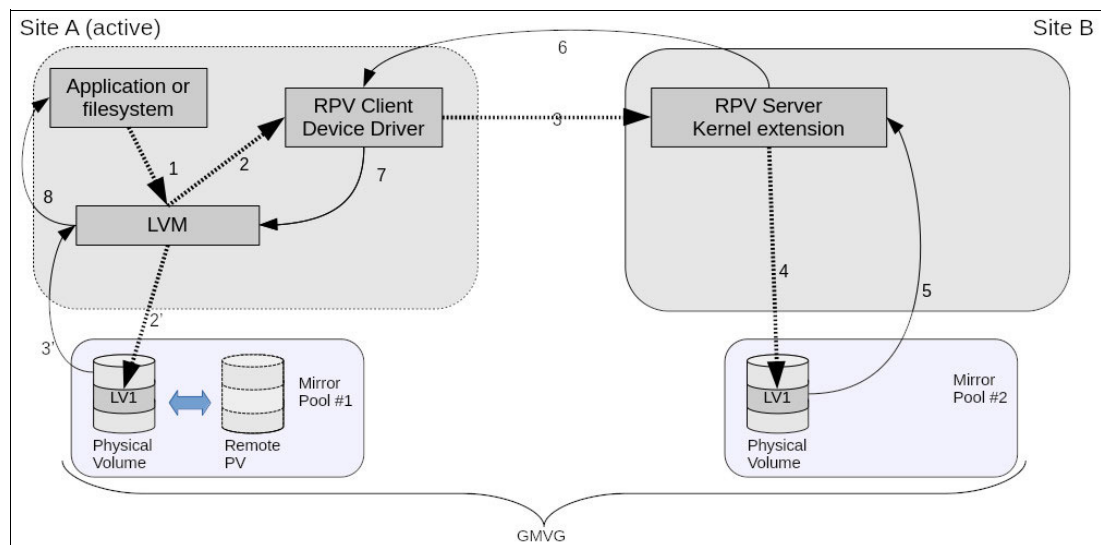 Site A (active)
Site B
6
Application or
filesystem
RPV Client
Device Driver
3
RPV Server
Kernel extension
1
2
7
8
LVM
4
5
2'
3'
LV1
Mirror
Pool #1
Physical
Volume
Remote
PV
LV1
Mirror
Pool #2
Physical
Volume
GMVG